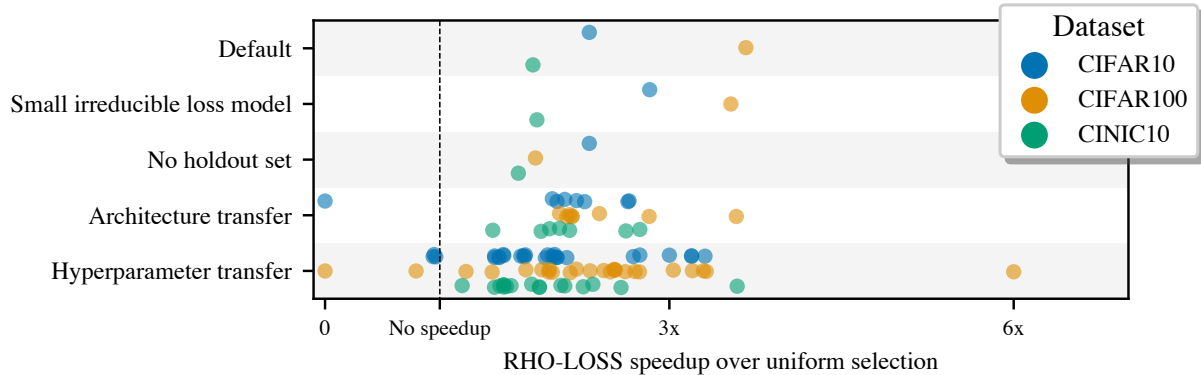 Dataset
CIFAR10
CIFAR100
CINIC10
Default
Small irreducible loss model
No holdout set
Architecture transfer
Hyperparameter transfer
0
No speedup
3x
6x
RHO-LOSS speedup over uniform selection